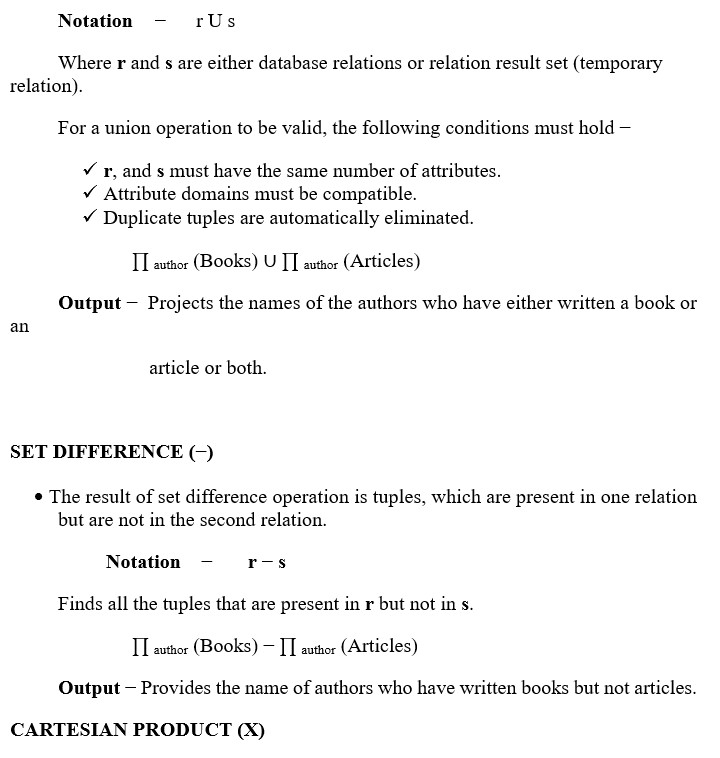 Notation − r U s
Where r and s are either database relations or relation result set (temporary
relation).
For a union operation to be valid, the following conditions must hold −
✓ r, and s must have the same number of attributes.
✓ Attribute domains must be compatible.
✓ Duplicate tuples are automatically eliminated.
∏ author (Books) ∪ ∏ author (Articles)
Output − Projects the names of the authors who have either written a book or
an
article or both.
SET DIFFERENCE (−)
• The result of set difference operation is tuples, which are present in one relation
but are not in the second relation.
Notation − r − s
Finds all the tuples that are present in r but not in s.
∏ author (Books) − ∏ author (Articles)
Output − Provides the name of authors who have written books but not articles.
CARTESIAN PRODUCT (X)